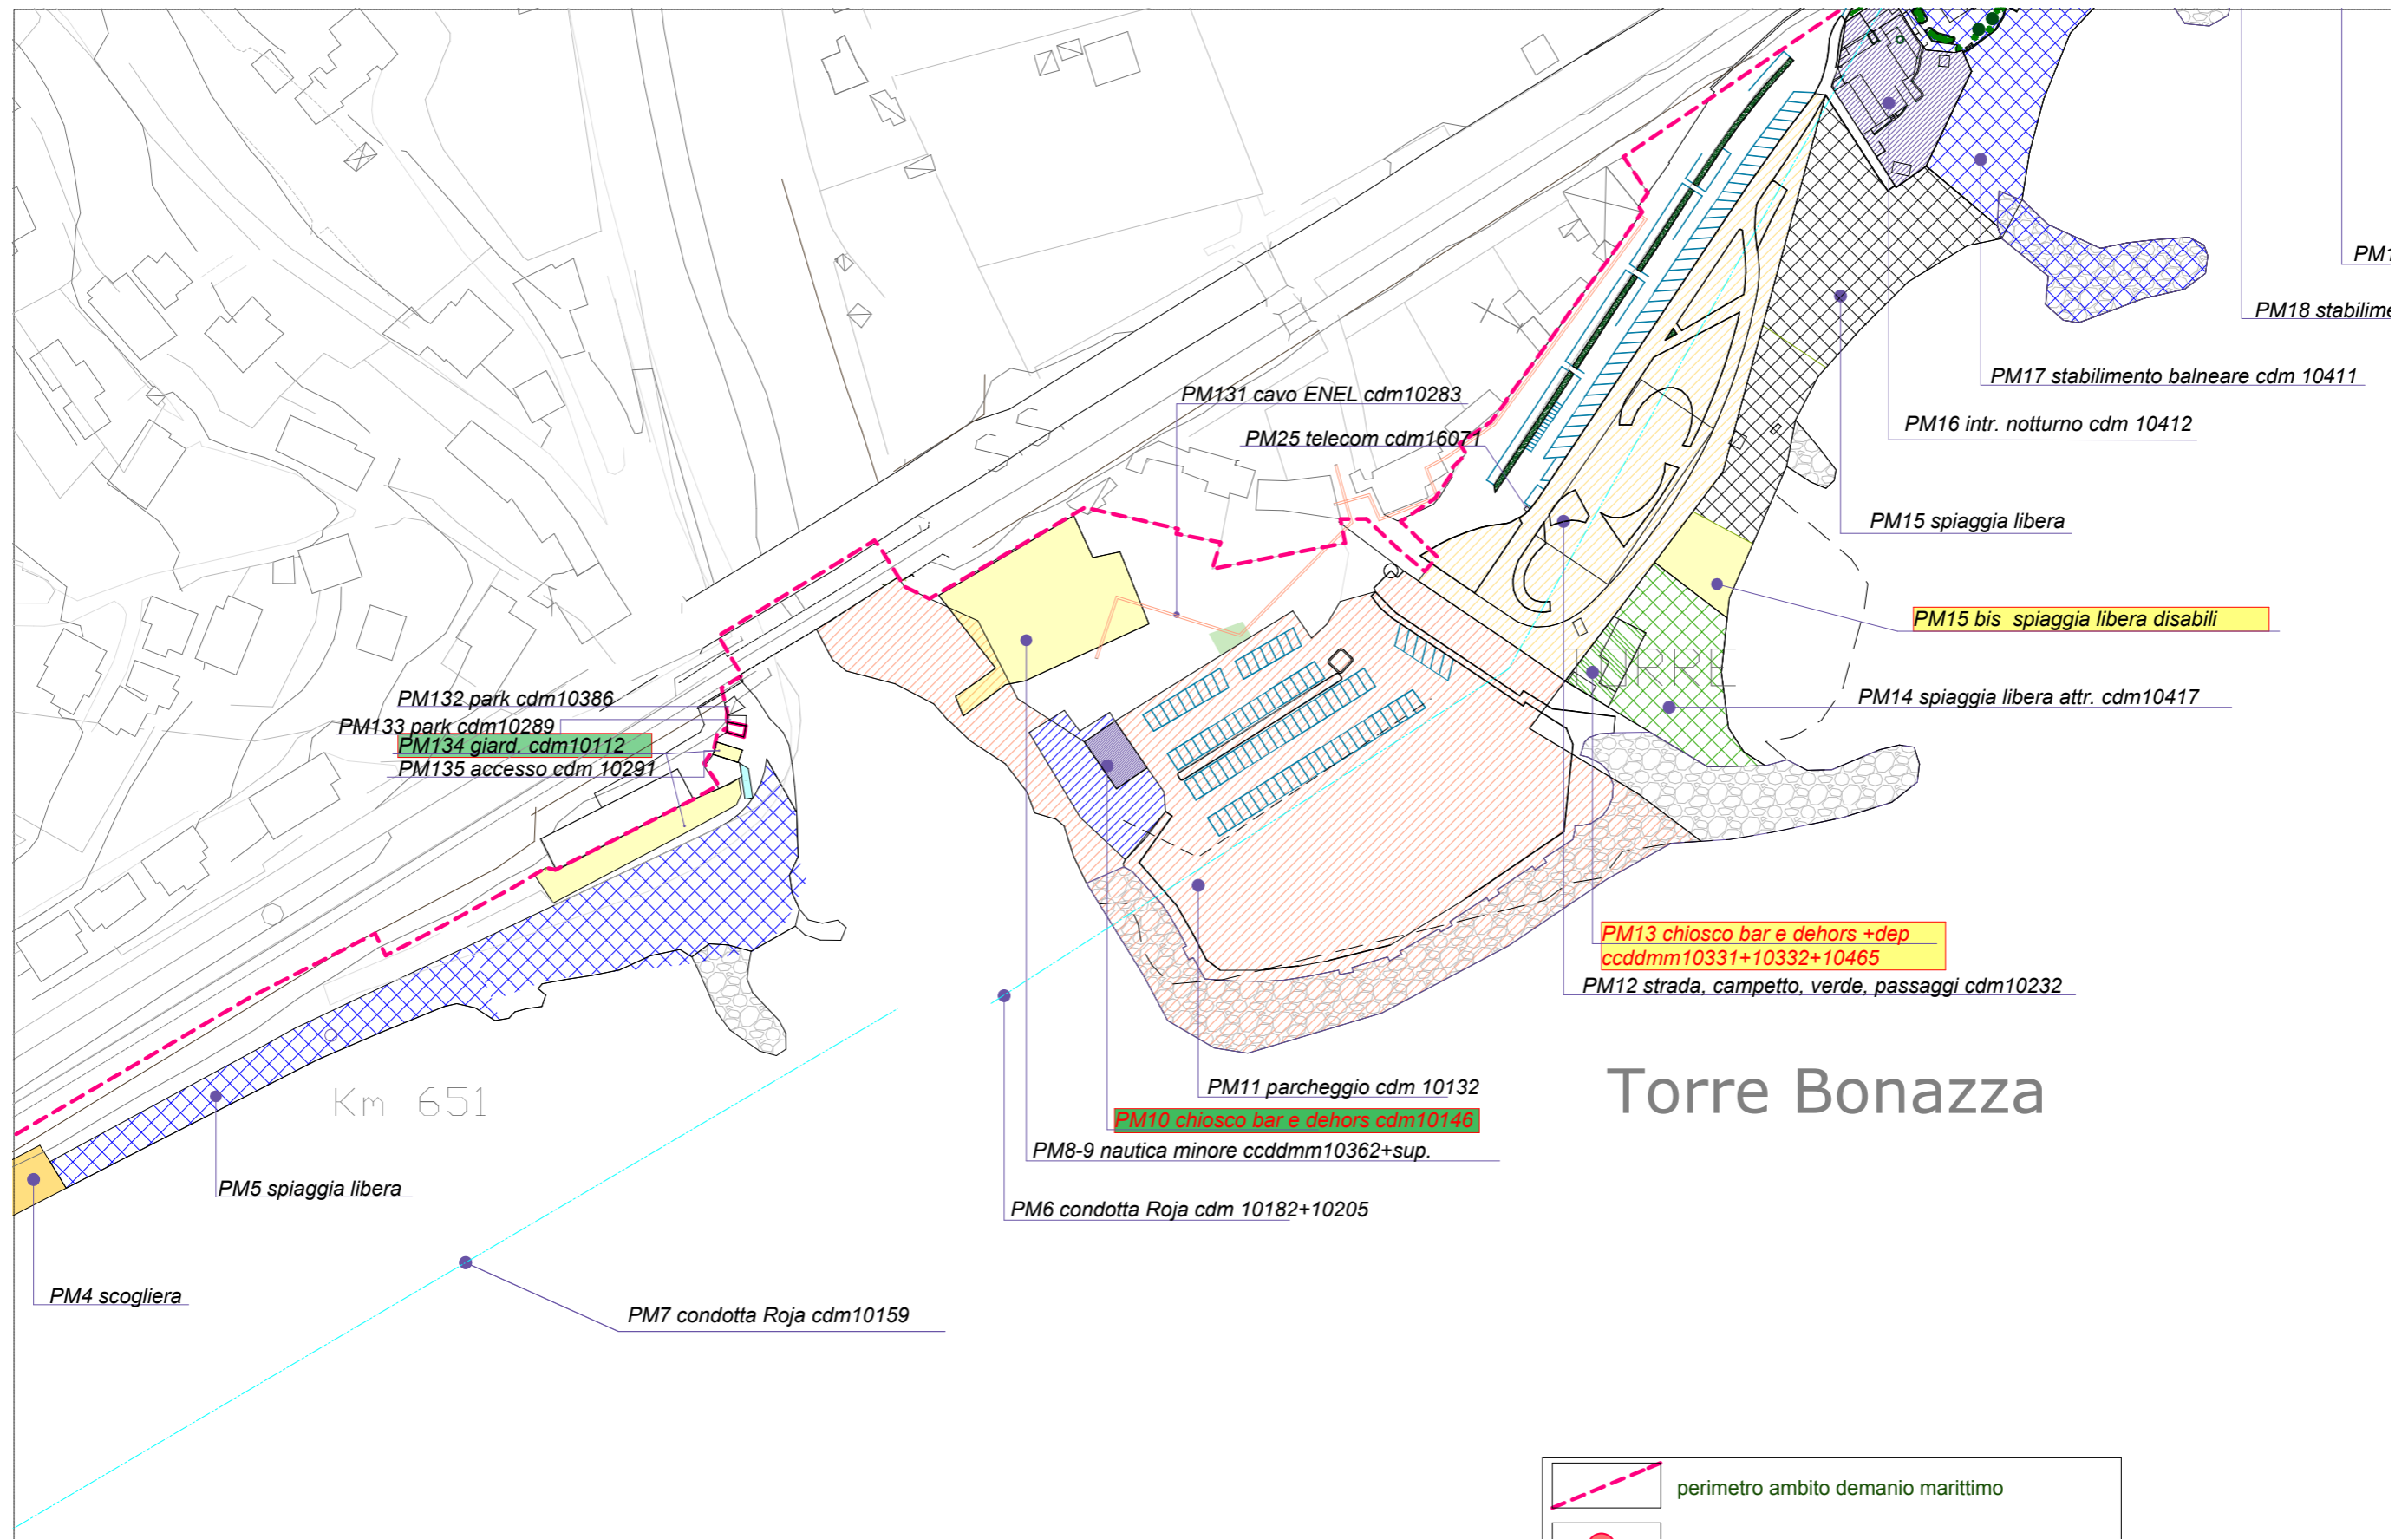 PM1
PM18 stabilime
PM17 stabilimento balneare cdm 10411
PM131 cavo ENEL cdm10283
PM16 intr. notturno cdm 10412
PM25 telecom cdm16071
PM15 spiaggia libera
PM15 bis spiaggia libera disabili
TORRE
PM132 park cdm10386
PM14 spiaggia libera attr. cdm10417
PM133 park cdm10289
PM134 giard. cdm10112
PM135 accesso cdm 10291
PM13 chiosco bar e dehors +dep
ccddmm10331+10332+10465
PM12 strada, campetto, verde, passaggi cdm10232
Km 651
PM11 parcheggio cdm 10132
Torre Bonazza
PM10 chiosco bar e dehors cdm10146
PM8-9 nautica minore ccddmm10362+sup.
PM5 spiaggia libera
PM6 condotta Roja cdm 10182+10205
PM4 scogliera
PM7 condotta Roja cdm10159
perimetro ambito demanio marittimo